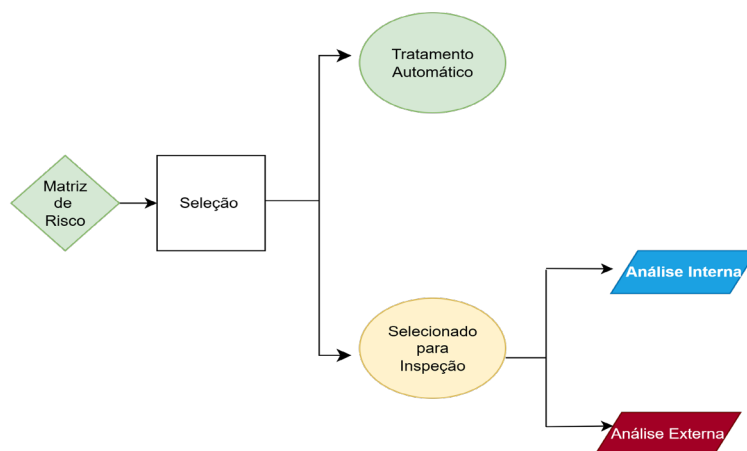 Tratamento
Automático
Matriz
de
Risco
Seleção
Análise Interna
Selecionado
para
Inspeção
Análise Externa